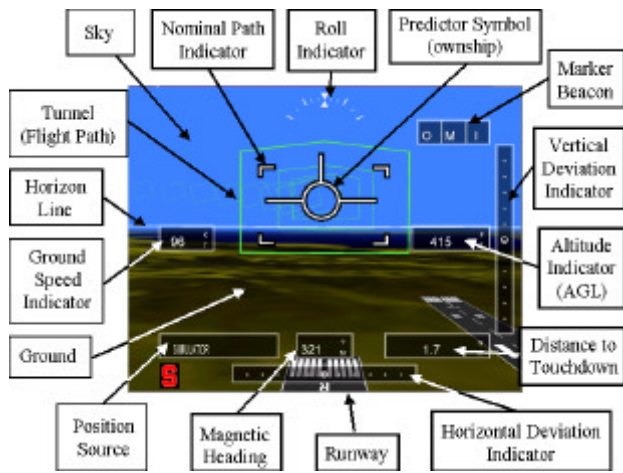 Sky
Nominal Path
Indicator
Roll
Indicator
Predictor Symbol
(ownship)
Marker
Beacon
Tunnel
(Flight Path)
O M I
Vertical
Deviation
Indicator
Horizon
Line
96
415
Ground
Speed
Indicator
Altitude
Indicator
(AGL)
Ground
SIMULATOR
321
1.7
Distance to
Touchdown
S
Position
Source
Magnetic
Heading
Runway
Horizontal Deviation
Indicator